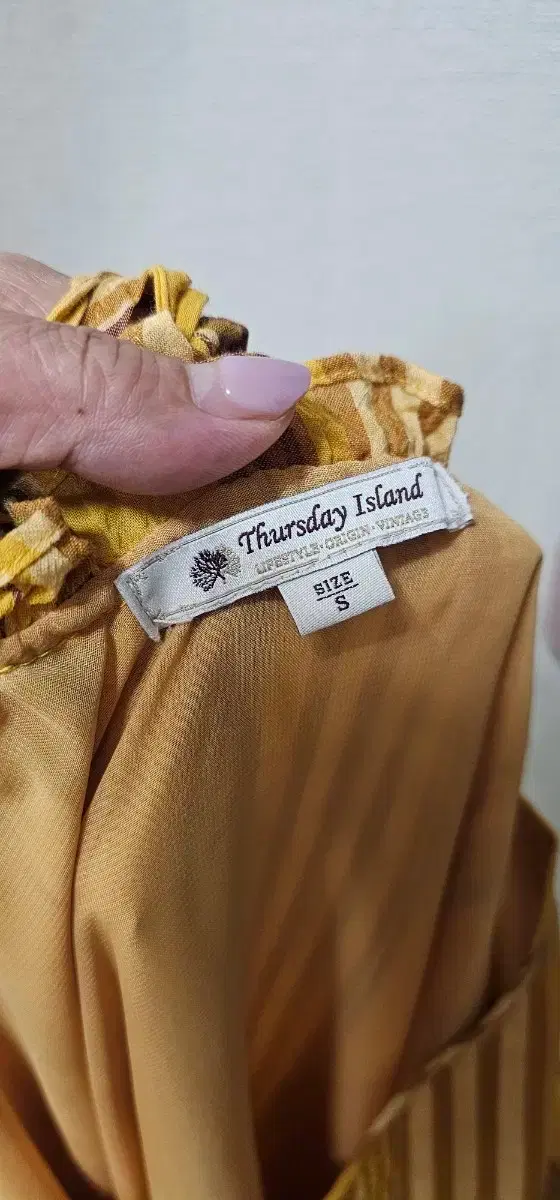 Thursday Island
LIFESTYLE·ORIGIN·VINTAGE
SIZE
S